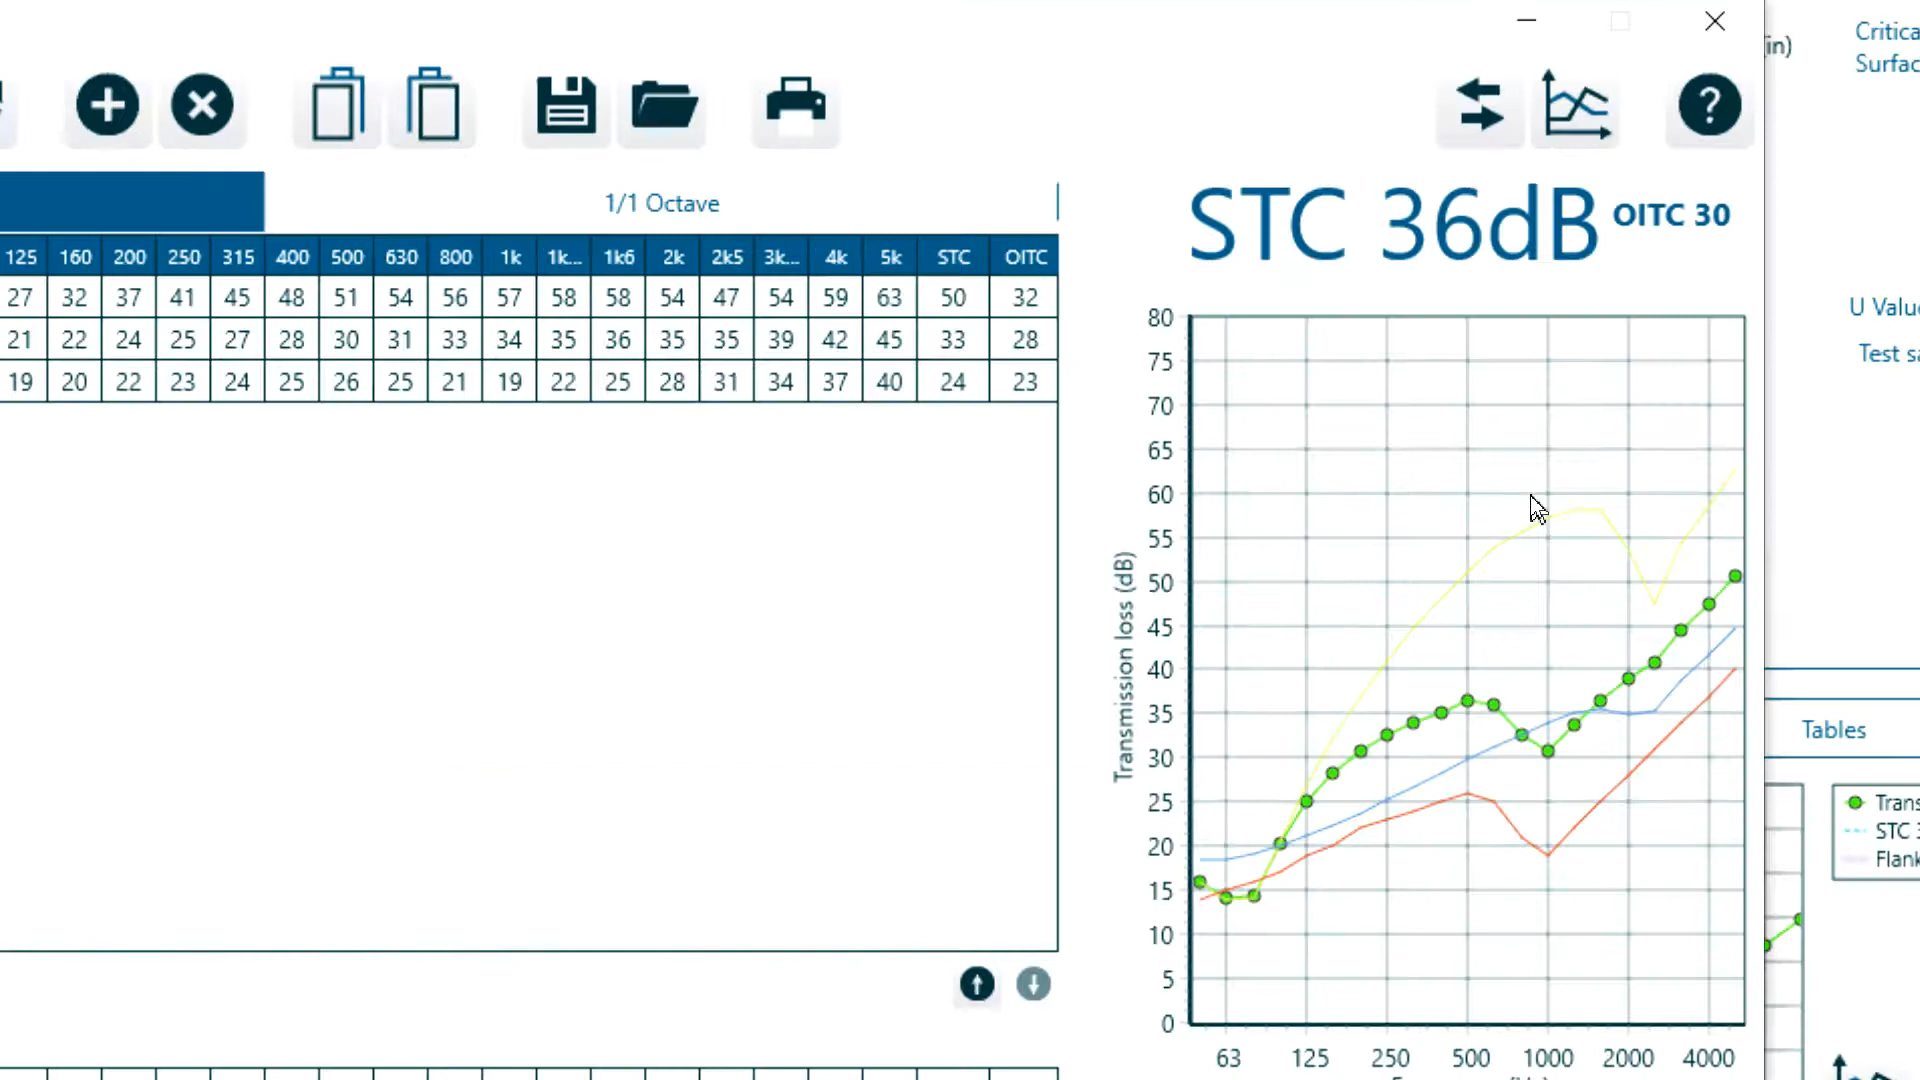 (in)
Critica
Surfac
1/1 Octave
STC 36dB OITC 30
125 160 200 250 315 400 500 630 800 1k 1k... 1k6 2k 2k5 3k... 4k 5k STC OITC
27 32 37 41 45 48 51 54 56 57 58 58 54 47 54 59 63 50 32
21 22 24 25 27 28 30 31 33 34 35 36 35 35 39 42 45 33 28
19 20 22 23 24 25 26 25 21 19 22 25 28 31 34 37 40 24 23
U Valu
Test sa
80
75
70
65
60
55
50
45
40
35
30
25
20
15
10
5
0
Transmission loss (dB)
63 125 250 500 1000 2000 4000
Tables
Trans
STC 3
Flank